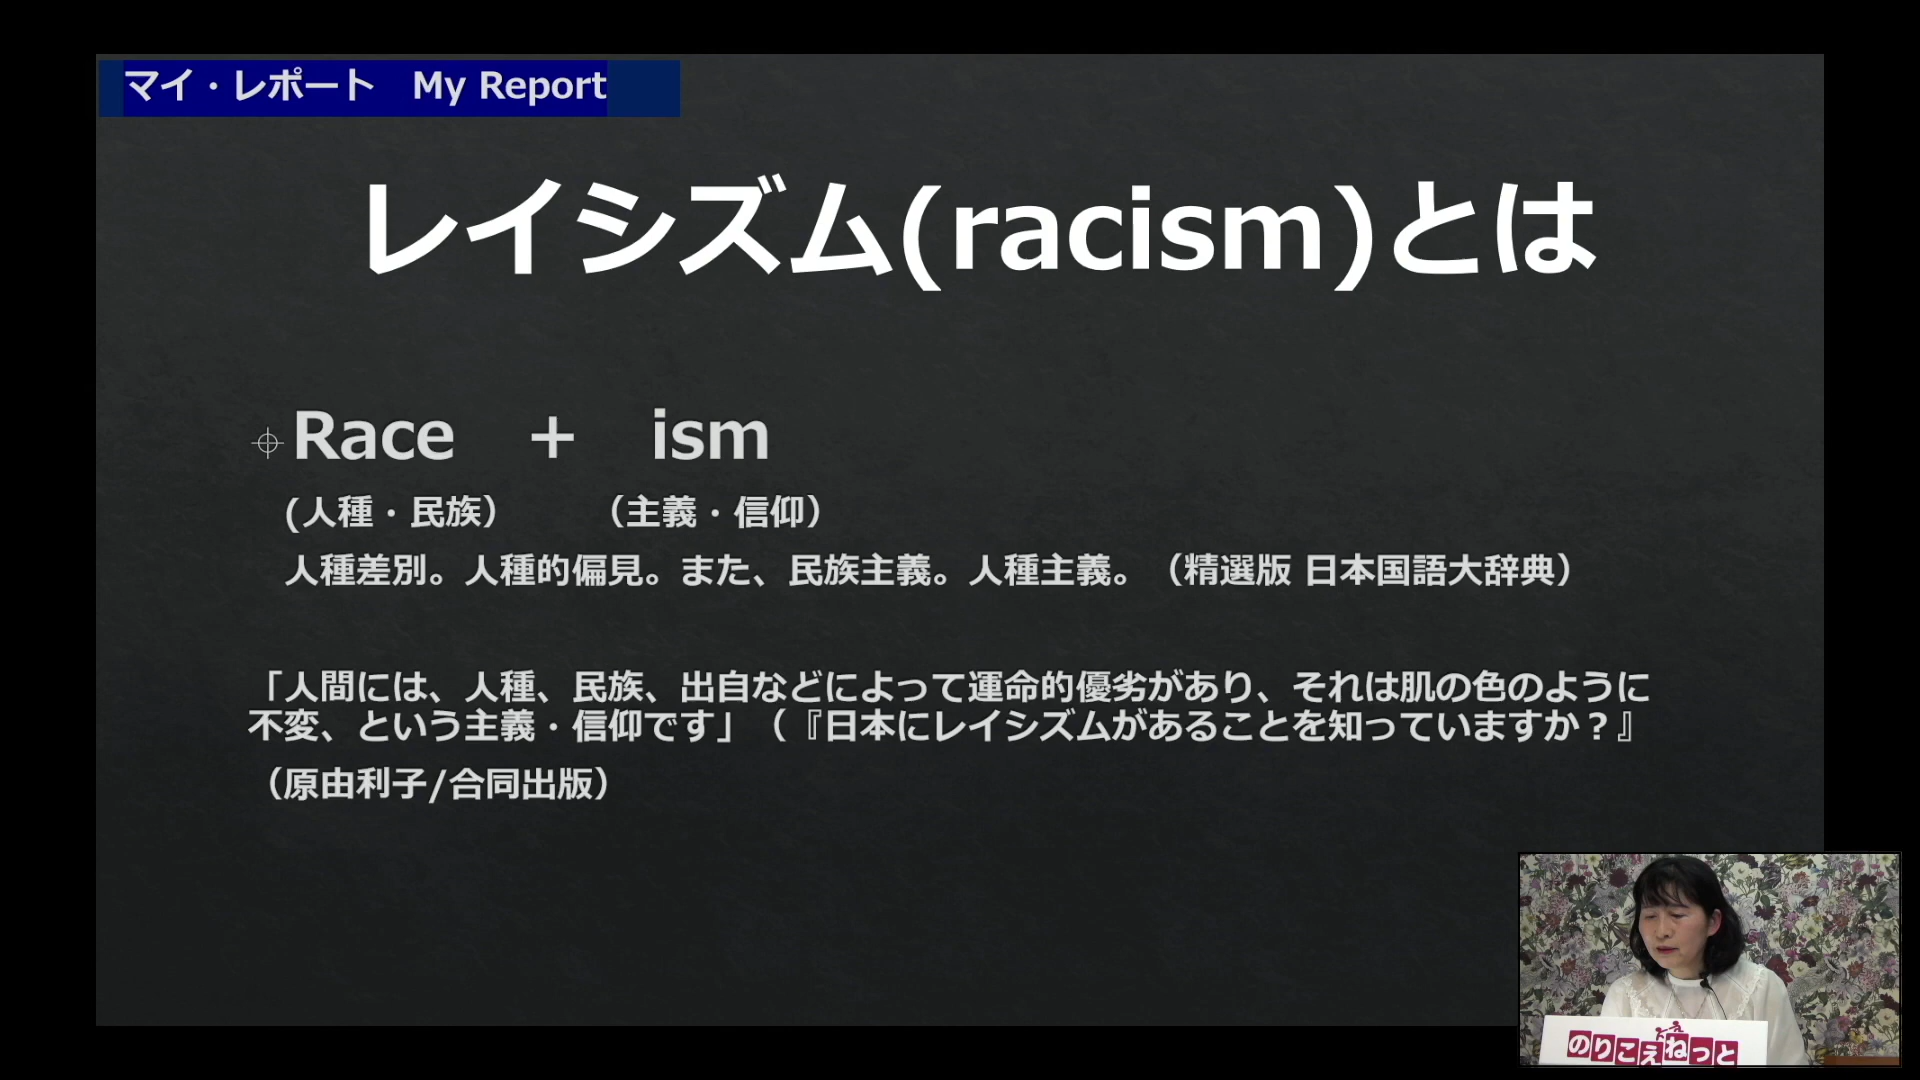 マイ・レポート　My Report
レイシズム(racism)とは
Race　+　ism
(人種・民族）　　（主義・信仰）
人種差別。人種的偏見。また、民族主義。人種主義。（精選版 日本国語大辞典）
「人間には、人種、民族、出自などによって運命的優劣があり、それは肌の色のように
不変、という主義・信仰です」（『日本にレイシズムがあることを知っていますか？』
（原由利子/合同出版）
のりこえねっと